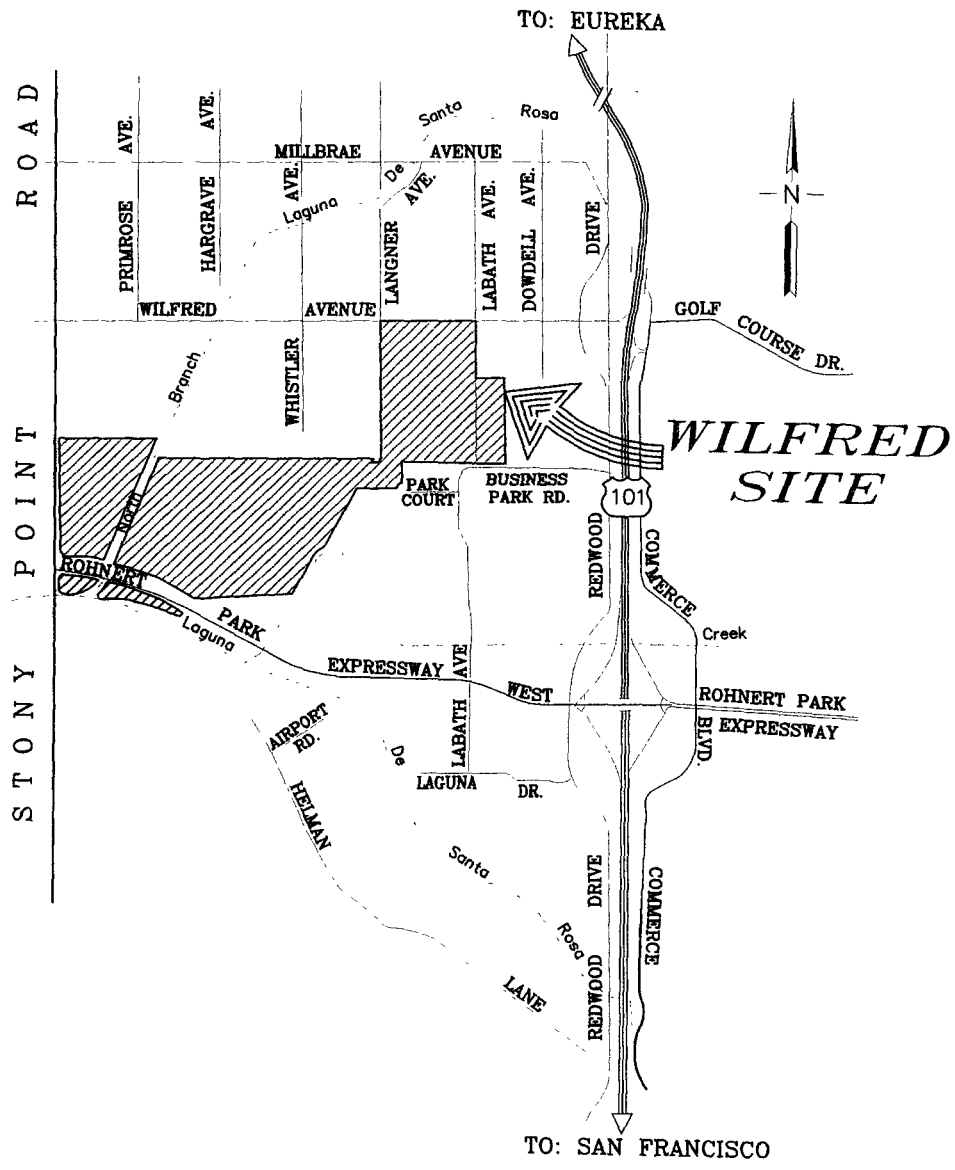 TO: EUREKA
STONY POINT ROAD
PRIMROSE AVE.
HARGRAVE AVE.
MILLBRAE AVENUE
AVE.
WHISTLER
LANGNER AVE.
LABATH AVE.
DOWDELL AVE.
Santa Rosa
De
Laguna
Branch
North
DRIVE
N
WILFRED AVENUE
GOLF COURSE DR.
WILFRED
SITE
PARK
COURT
BUSINESS
PARK RD.
101
REDWOOD
COMMERCE
ROHNERT PARK EXPRESSWAY WEST
Laguna
Creek
ROHNERT PARK
EXPRESSWAY
BLVD.
LABATH AVE
AIRPORT
RD.
De
LAGUNA DR.
HELMAN
Santa
Rosa
LANE
REDWOOD DRIVE
COMMERCE
TO: SAN FRANCISCO